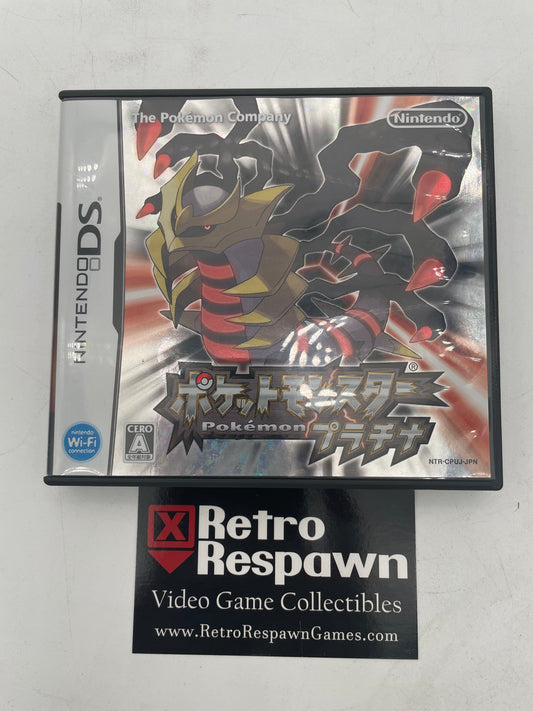 The Pokémon Company
Nintendo
NINTENDO DS
ポケットモンスター®
Pokémon プラチナ
Nintendo
Wi-Fi
connection
CERO
A
NTR-CPUJ-JPN
X Retro
Respawn
Video Game Collectibles
www.RetroRespawnGames.com